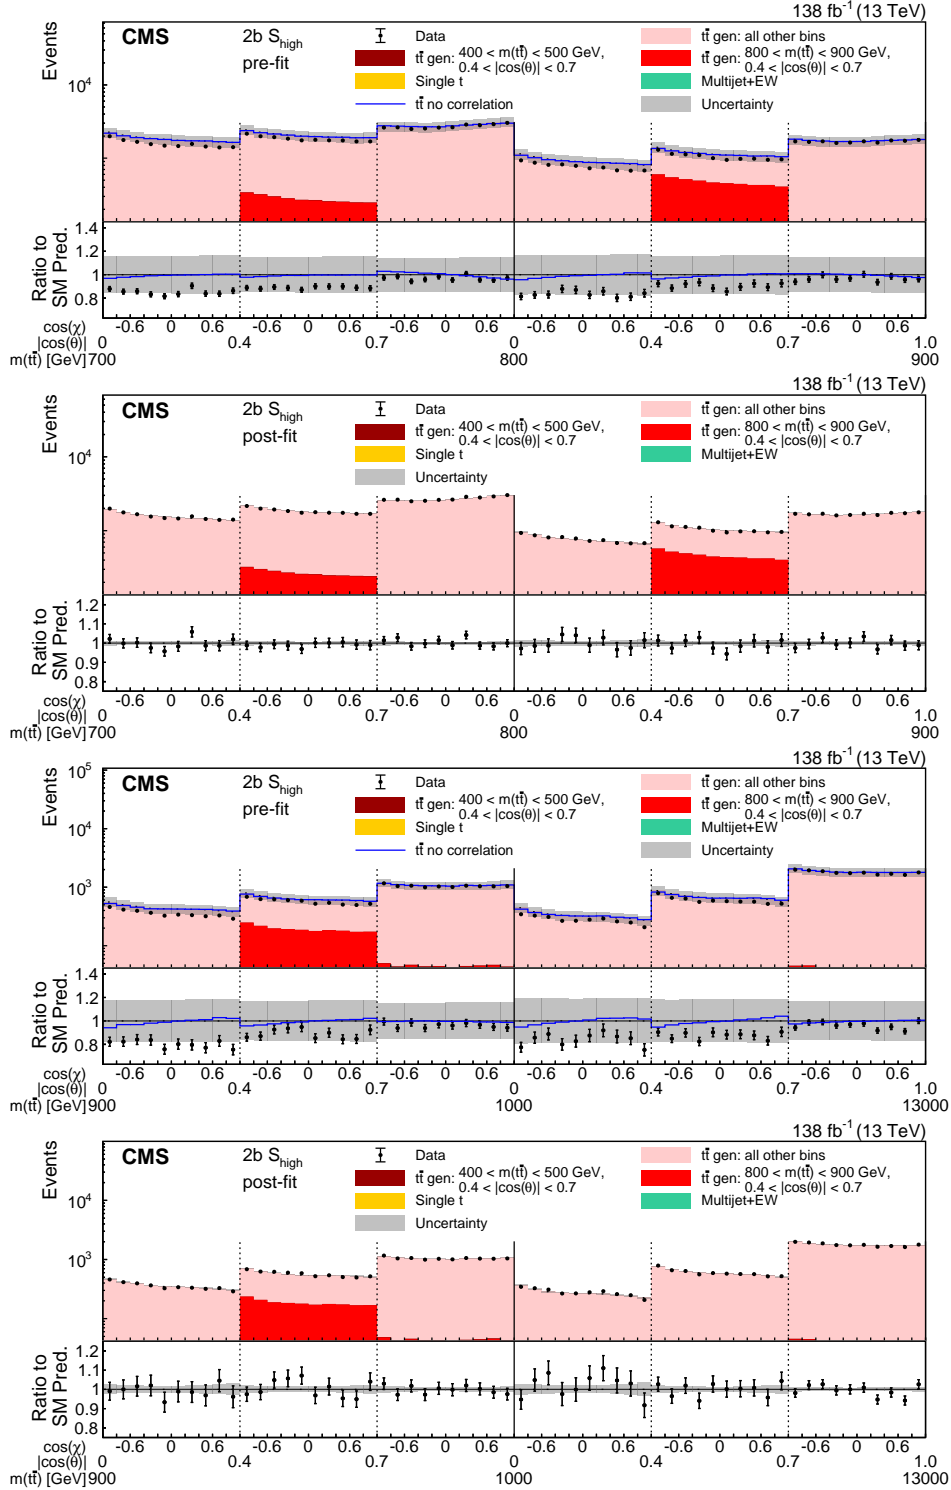 138 fb⁻¹ (13 TeV)
Events
10⁴
CMS
2b S_high
pre-fit
Data
tt̄ gen: 400 < m(tt̄) < 500 GeV,
0.4 < |cos(θ)| < 0.7
Single t
tt̄ no correlation
tt̄ gen: all other bins
tt̄ gen: 800 < m(tt̄) < 900 GeV,
0.4 < |cos(θ)| < 0.7
Multijet+EW
Uncertainty
Ratio to
SM Pred.
1.4
1.2
1
0.8
cos(χ) -0.6 0 0.6 -0.6 0 0.6 -0.6 0 0.6 -0.6 0 0.6 -0.6 0 0.6 -0.6 0 0.6
|cos(θ)| 0 0.4 0.7 0 0.4 0.7 1.0
m(tt̄) [GeV] 700 800 900
138 fb⁻¹ (13 TeV)
Events
10⁴
CMS
2b S_high
post-fit
Data
tt̄ gen: 400 < m(tt̄) < 500 GeV,
0.4 < |cos(θ)| < 0.7
Single t
Uncertainty
tt̄ gen: all other bins
tt̄ gen: 800 < m(tt̄) < 900 GeV,
0.4 < |cos(θ)| < 0.7
Multijet+EW
Ratio to
SM Pred.
1.2
1.1
1
0.9
0.8
cos(χ) -0.6 0 0.6 -0.6 0 0.6 -0.6 0 0.6 -0.6 0 0.6 -0.6 0 0.6 -0.6 0 0.6
|cos(θ)| 0 0.4 0.7 0 0.4 0.7 1.0
m(tt̄) [GeV] 700 800 900
138 fb⁻¹ (13 TeV)
Events
10⁵
10⁴
10³
CMS
2b S_high
pre-fit
Data
tt̄ gen: 400 < m(tt̄) < 500 GeV,
0.4 < |cos(θ)| < 0.7
Single t
tt̄ no correlation
tt̄ gen: all other bins
tt̄ gen: 800 < m(tt̄) < 900 GeV,
0.4 < |cos(θ)| < 0.7
Multijet+EW
Uncertainty
Ratio to
SM Pred.
1.4
1.2
1
0.8
cos(χ) -0.6 0 0.6 -0.6 0 0.6 -0.6 0 0.6 -0.6 0 0.6 -0.6 0 0.6 -0.6 0 0.6
|cos(θ)| 0 0.4 0.7 0 0.4 0.7 1.0
m(tt̄) [GeV] 900 1000 13000
138 fb⁻¹ (13 TeV)
Events
10⁴
10³
CMS
2b S_high
post-fit
Data
tt̄ gen: 400 < m(tt̄) < 500 GeV,
0.4 < |cos(θ)| < 0.7
Single t
Uncertainty
tt̄ gen: all other bins
tt̄ gen: 800 < m(tt̄) < 900 GeV,
0.4 < |cos(θ)| < 0.7
Multijet+EW
Ratio to
SM Pred.
1.2
1.1
1
0.9
0.8
cos(χ) -0.6 0 0.6 -0.6 0 0.6 -0.6 0 0.6 -0.6 0 0.6 -0.6 0 0.6 -0.6 0 0.6
|cos(θ)| 0 0.4 0.7 0 0.4 0.7 1.0
m(tt̄) [GeV] 900 1000 13000